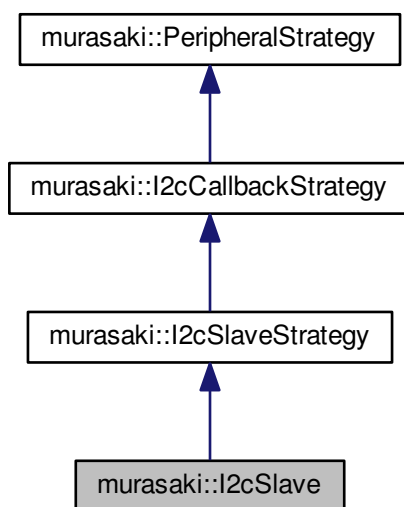 murasaki::PeripheralStrategy
murasaki::I2cCallbackStrategy
murasaki::I2cSlaveStrategy
murasaki::I2cSlave